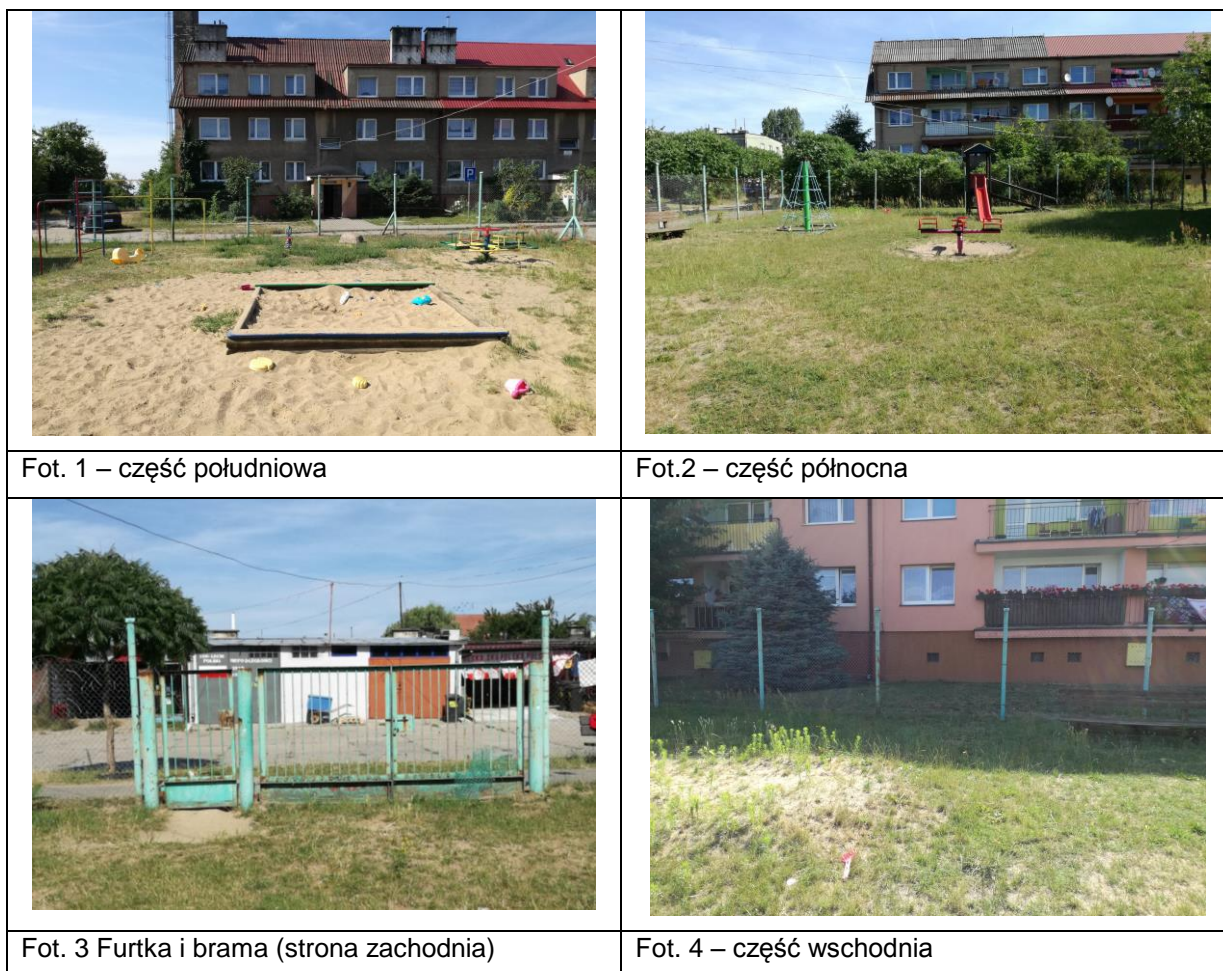 P
Fot. 1 – część południowa
Fot.2 – część północna
Fot. 3 Furtka i brama (strona zachodnia)
Fot. 4 – część wschodnia